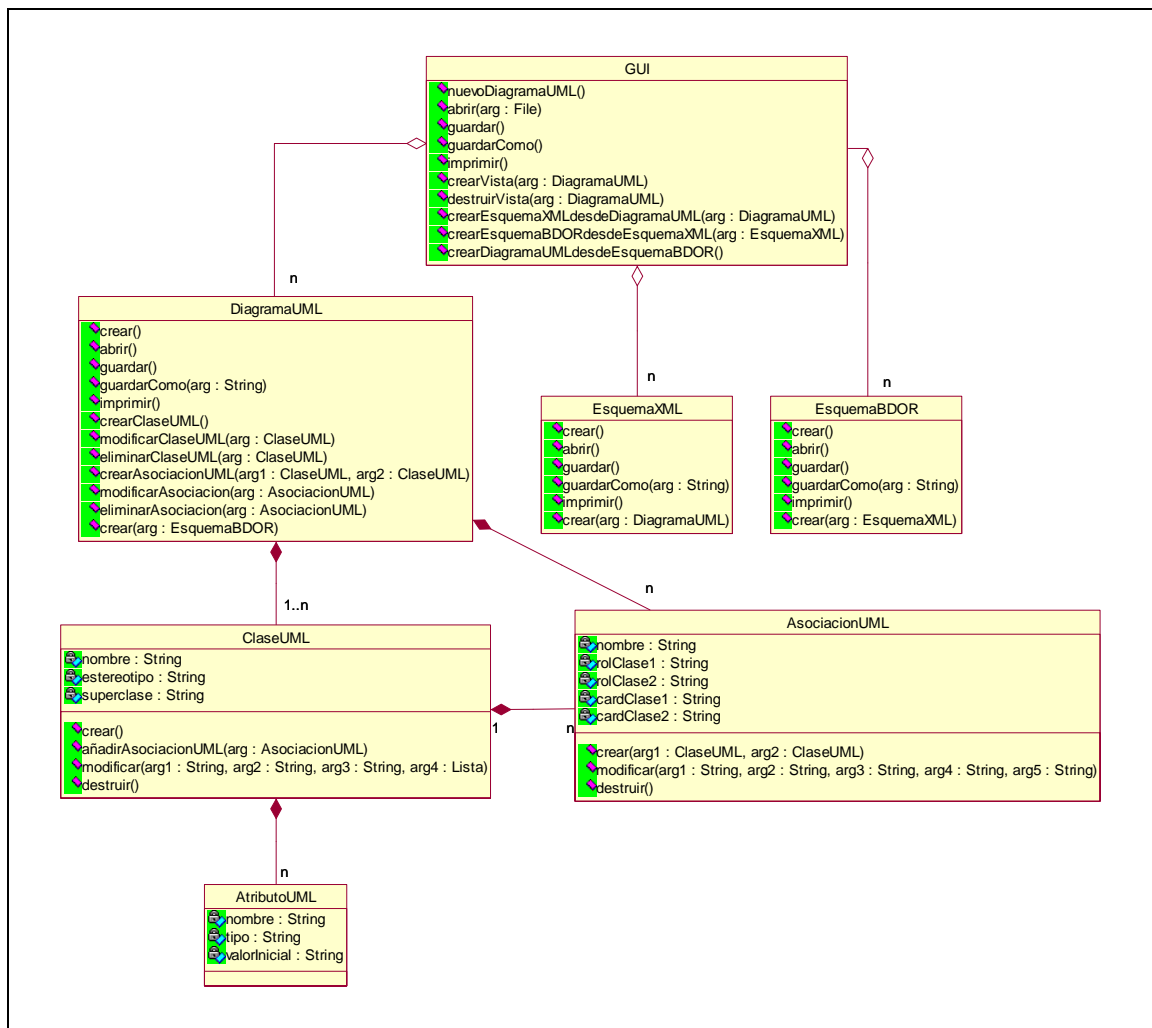 GUI
nuevoDiagramaUML()
abrir(arg : File)
guardar()
guardarComo()
imprimir()
crearVista(arg : DiagramaUML)
destruirVista(arg : DiagramaUML)
crearEsquemaXMLdesdeDiagramaUML(arg : DiagramaUML)
crearEsquemaBDORdesdeEsquemaXML(arg : EsquemaXML)
crearDiagramaUMLdesdeEsquemaBDOR()
n
DiagramaUML
crear()
abrir()
guardar()
guardarComo(arg : String)
imprimir()
crearClaseUML()
modificarClaseUML(arg : ClaseUML)
eliminarClaseUML(arg : ClaseUML)
crearAsociacionUML(arg1 : ClaseUML, arg2 : ClaseUML)
modificarAsociacion(arg : AsociacionUML)
eliminarAsociacion(arg : AsociacionUML)
crear(arg : EsquemaBDOR)
n
EsquemaXML
crear()
abrir()
guardar()
guardarComo(arg : String)
imprimir()
crear(arg : DiagramaUML)
n
EsquemaBDOR
crear()
abrir()
guardar()
guardarComo(arg : String)
imprimir()
crear(arg : EsquemaXML)
1..n
n
ClaseUML
nombre : String
estereotipo : String
superclase : String
crear()
añadirAsociacionUML(arg : AsociacionUML)
modificar(arg1 : String, arg2 : String, arg3 : String, arg4 : Lista)
destruir()
1
n
AsociacionUML
nombre : String
rolClase1 : String
rolClase2 : String
cardClase1 : String
cardClase2 : String
crear(arg1 : ClaseUML, arg2 : ClaseUML)
modificar(arg1 : String, arg2 : String, arg3 : String, arg4 : String, arg5 : String)
destruir()
n
AtributoUML
nombre : String
tipo : String
valorInicial : String